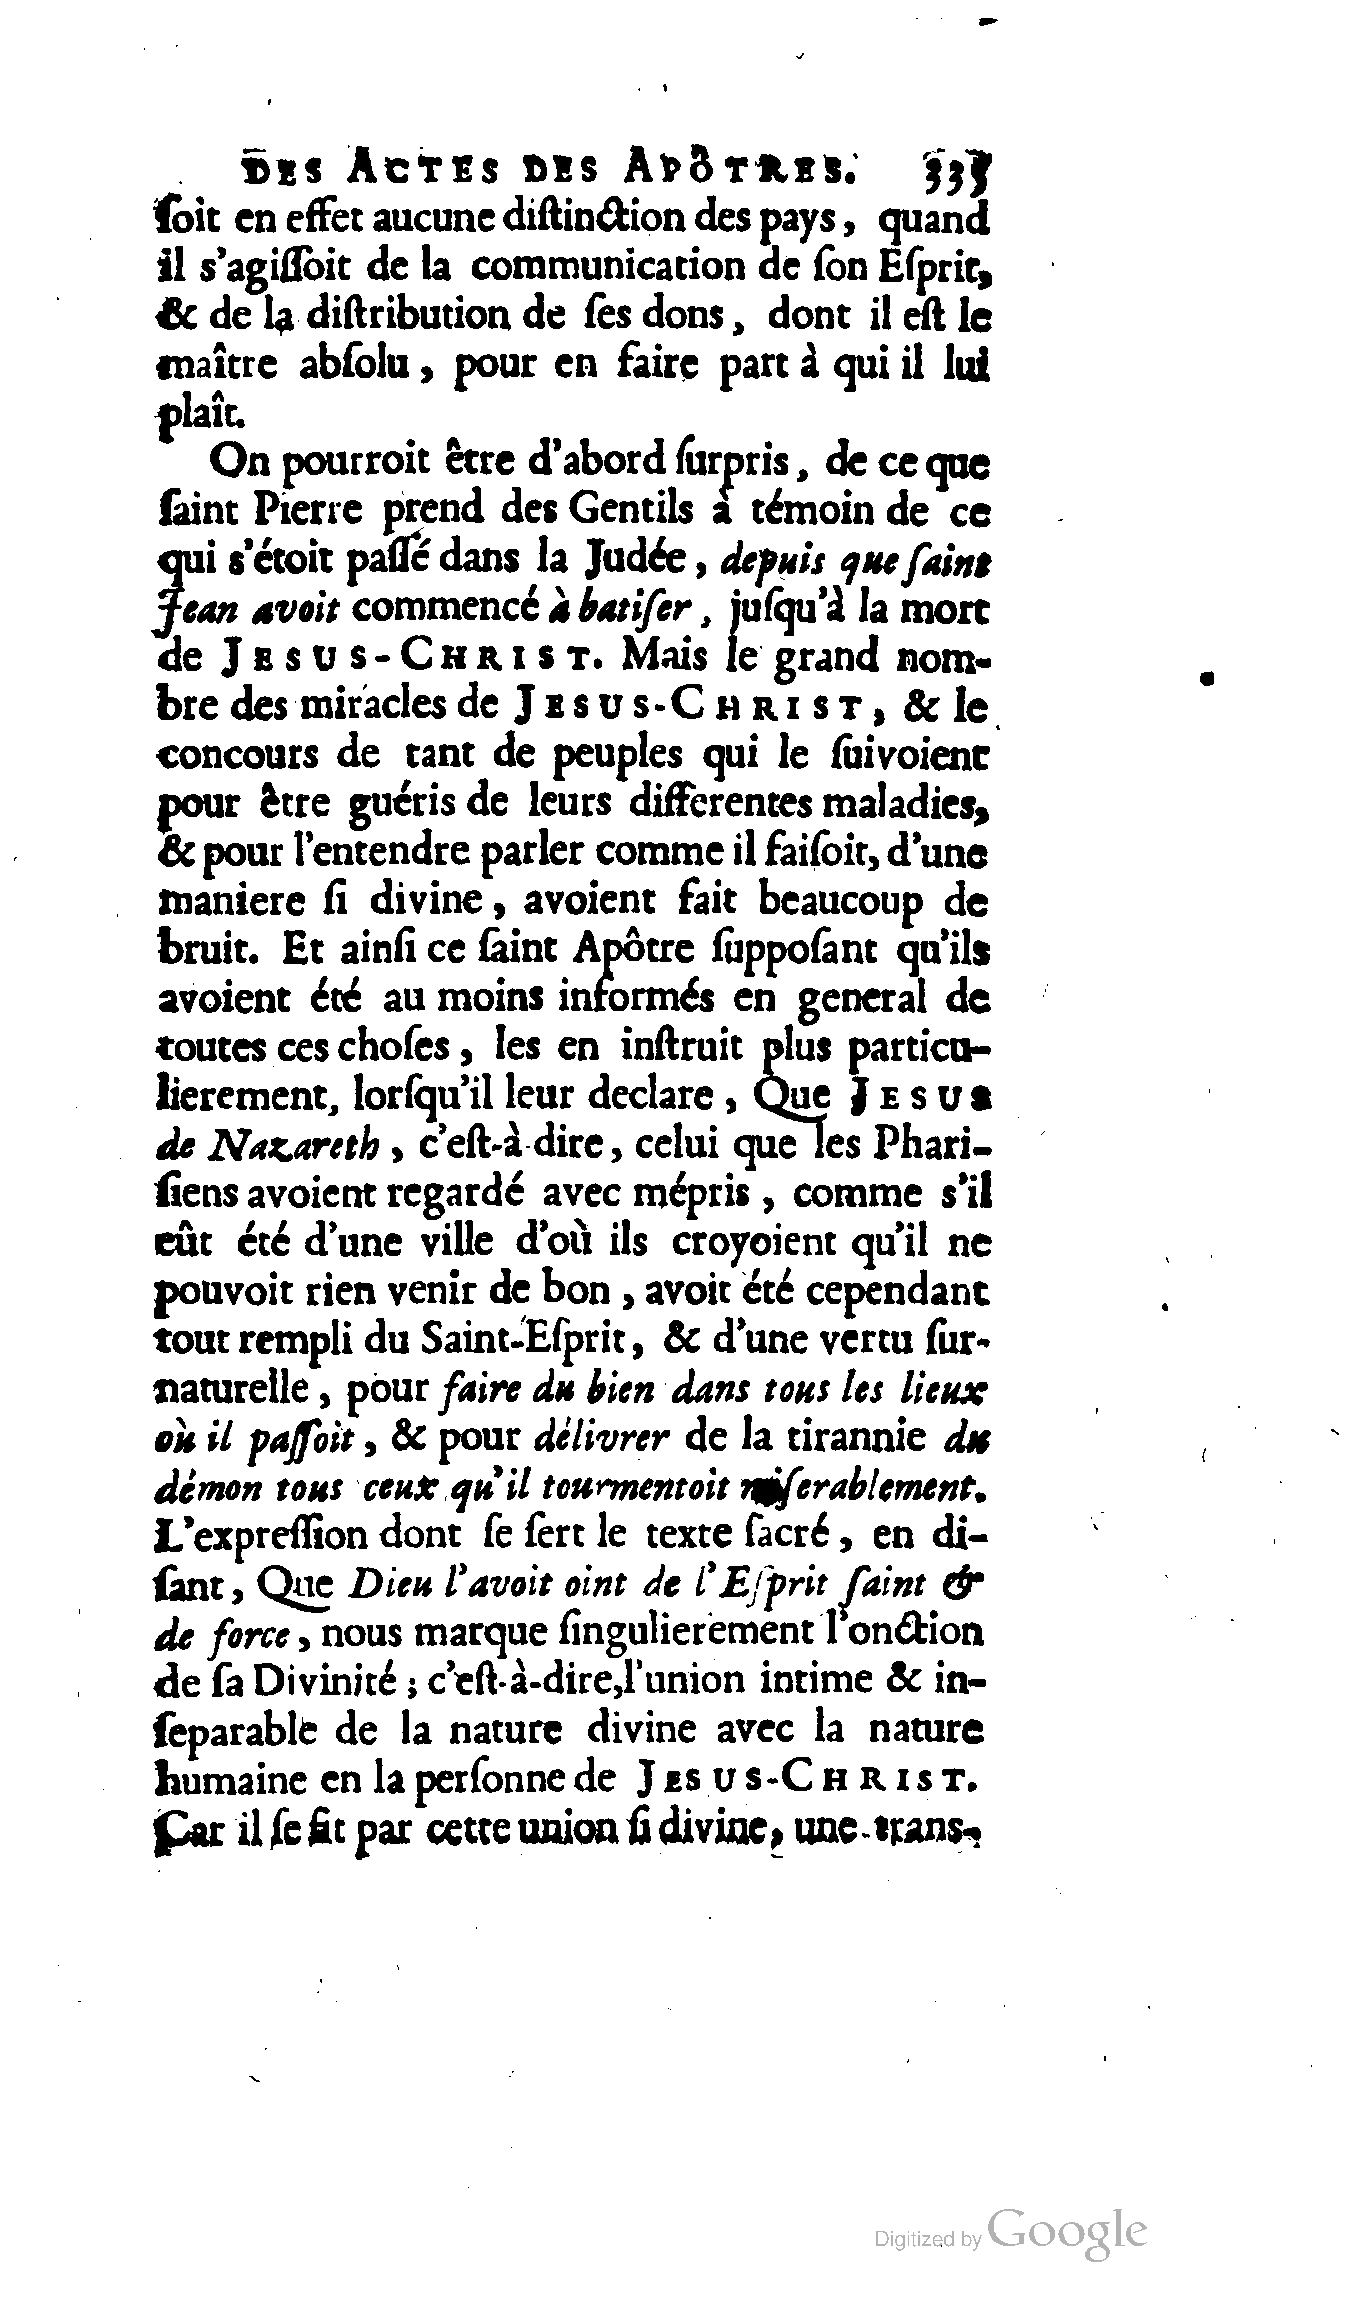 DES ACTES DES APÔTRES. 335
ſoit en effet aucune diſtinction des pays, quand
il s'agiſſoit de la communication de ſon Eſprit,
& de la diſtribution de ſes dons, dont il eſt le
maître abſolu, pour en faire part à qui il lui
plaît.
On pourroit être d'abord ſurpris, de ce que
ſaint Pierre prend des Gentils à témoin de ce
qui s'étoit paſſé dans la Judée, depuis que ſaint
Jean avoit commencé à batiſer, juſqu'à la mort
de JESUS-CHRIST. Mais le grand nom-
bre des miracles de JESUS-CHRIST, & le
concours de tant de peuples qui le ſuivoient
pour être guéris de leurs differentes maladies,
& pour l'entendre parler comme il faiſoit, d'une
maniere ſi divine, avoient fait beaucoup de
bruit. Et ainſi ce ſaint Apôtre ſuppoſant qu'ils
avoient été au moins informés en general de
toutes ces choſes, les en inſtruit plus particu-
lierement, lorſqu'il leur declare, Que JESUS
de Nazareth, c'eſt-à-dire, celui que les Phari-
ſiens avoient regardé avec mépris, comme s'il
eût été d'une ville d'où ils croyoient qu'il ne
pouvoit rien venir de bon, avoit été cependant
tout rempli du Saint-Eſprit, & d'une vertu ſur-
naturelle, pour faire du bien dans tous les lieux
où il paſſoit, & pour délivrer de la tirannie du
démon tous ceux qu'il tourmentoit miſerablement.
L'expreſſion dont ſe ſert le texte ſacré, en di-
ſant, Que Dieu l'avoit oint de l'Eſprit ſaint &
de force, nous marque ſingulierement l'onction
de ſa Divinité; c'eſt-à-dire, l'union intime & in-
ſeparable de la nature divine avec la nature
humaine en la perſonne de JESUS-CHRIST.
Car il ſe fit par cette union ſi divine, une trans-
Digitized by Google